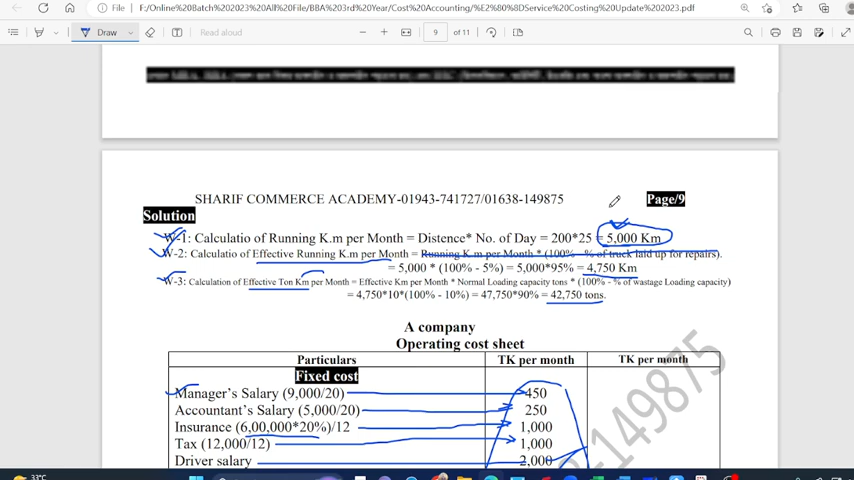 File
F:/Online%20Batch%202023%20All%20File/BBA%203rd%20Year/Cost%20Accounting/%E2%80%8DService%20Costing%20Update%202023.pdf
Draw
Read aloud
9 of 11
SHARIF COMMERCE ACADEMY-01943-741727/01638-149875 Page/9
Solution
W-1: Calculatio of Running K.m per Month = Distence* No. of Day = 200*25 = 5,000 Km
W-2: Calculatio of Effective Running K.m per Month = Running K.m per Month * (100% - % of truck laid up for repairs).
= 5,000 * (100% - 5%) = 5,000*95% = 4,750 Km
W-3: Calculation of Effective Ton Km per Month = Effective Km per Month * Normal Loading capacity tons * (100% - % of wastage Loading capacity)
= 4,750*10*(100% - 10%) = 47,750*90% = 42,750 tons.
A company
Operating cost sheet
Particulars TK per month TK per month
Fixed cost
Manager's Salary (9,000/20) 450
Accountant's Salary (5,000/20) 250
Insurance (6,00,000*20%)/12 1,000
Tax (12,000/12) 1,000
Driver salary 2,000
-149875
33°C